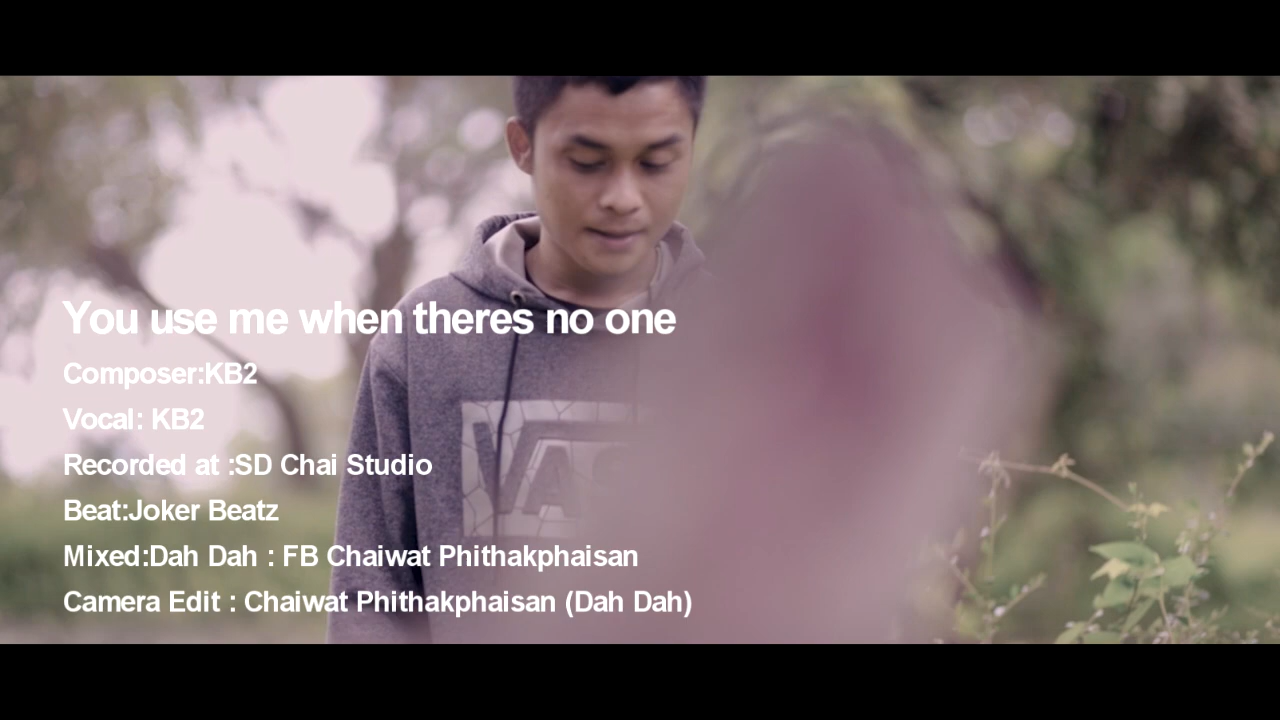 You use me when theres no one
Composer:KB2
Vocal: KB2
Recorded at :SD Chai Studio
Beat:Joker Beatz
Mixed:Dah Dah : FB Chaiwat Phithakphaisan
Camera Edit : Chaiwat Phithakphaisan (Dah Dah)